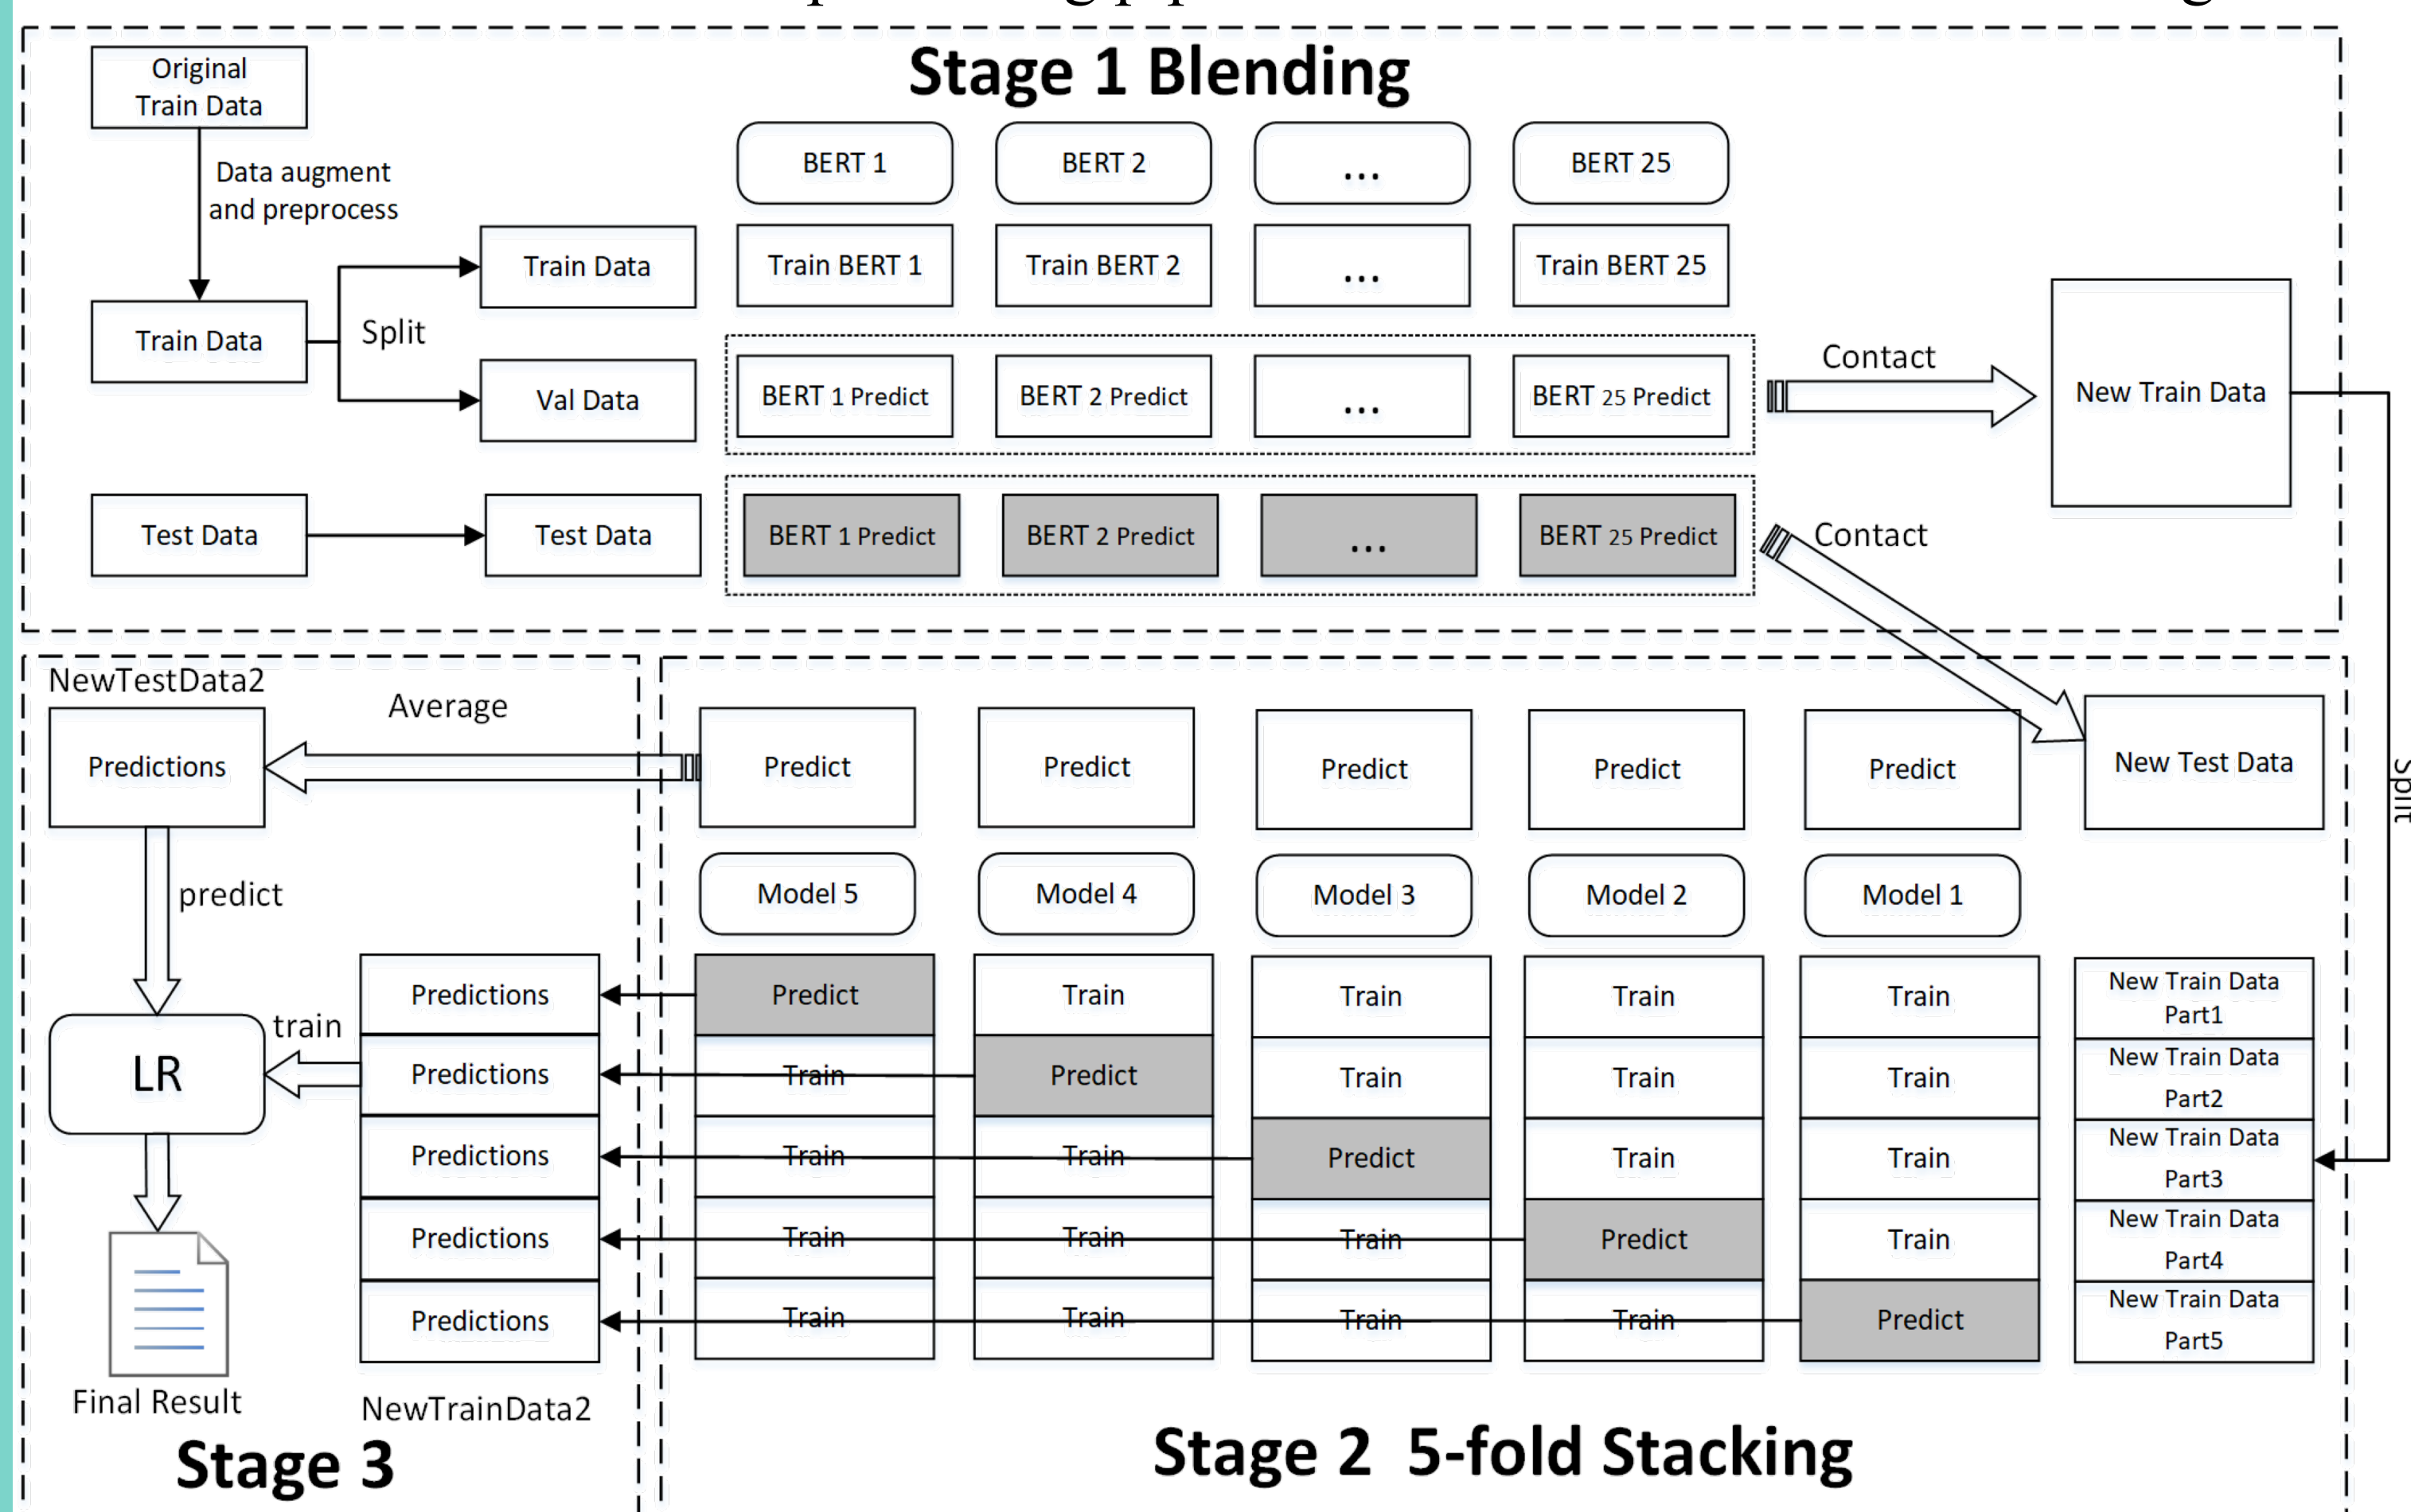 Stage 1 Blending
Original
Train Data
Data augment
and preprocess
BERT 1
BERT 2
...
BERT 25
Train Data
Train BERT 1
Train BERT 2
...
Train BERT 25
Train Data
Split
Val Data
BERT 1 Predict
BERT 2 Predict
...
BERT 25 Predict
Contact
New Train Data
Test Data
Test Data
BERT 1 Predict
BERT 2 Predict
...
BERT 25 Predict
Contact
Split
NewTestData2
Predictions
Average
Predict
Predict
Predict
Predict
Predict
New Test Data
predict
Model 5
Model 4
Model 3
Model 2
Model 1
LR
train
Predictions
Predict
Train
Train
Train
Train
New Train Data
Part1
Predictions
Train
Predict
Train
Train
Train
New Train Data
Part2
Predictions
Train
Train
Predict
Train
Train
New Train Data
Part3
Predictions
Train
Train
Train
Predict
Train
New Train Data
Part4
Predictions
Train
Train
Train
Train
Predict
New Train Data
Part5
Final Result
NewTrainData2
Stage 3
Stage 2 5-fold Stacking